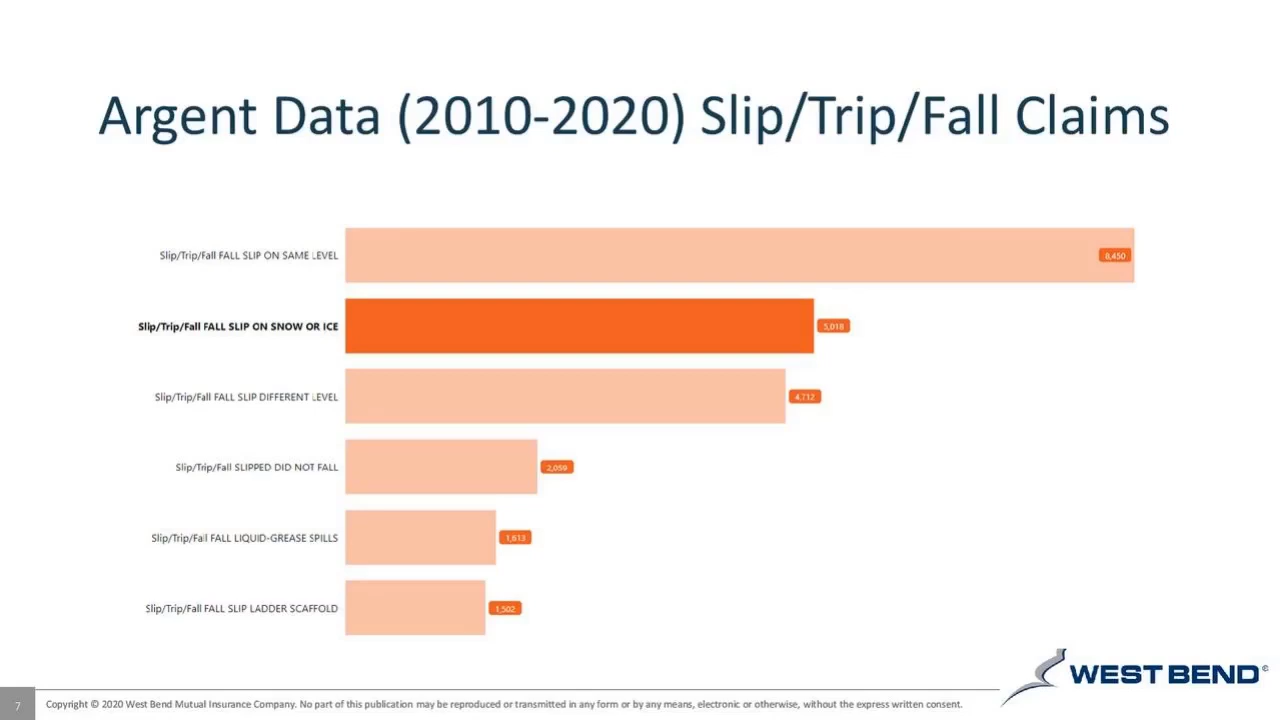 Argent Data (2010-2020) Slip/Trip/Fall Claims
Slip/Trip/Fall FALL SLIP ON SAME LEVEL
8,450
Slip/Trip/Fall FALL SLIP ON SNOW OR ICE
5,018
Slip/Trip/Fall FALL SLIP DIFFERENT LEVEL
4,712
Slip/Trip/Fall SLIPPED DID NOT FALL
2,059
Slip/Trip/Fall FALL LIQUID-GREASE SPILLS
1,613
Slip/Trip/Fall FALL SLIP LADDER SCAFFOLD
1,502
WEST BEND®
7
Copyright © 2020 West Bend Mutual Insurance Company. No part of this publication may be reproduced or transmitted in any form or by any means, electronic or otherwise, without the express written consent.